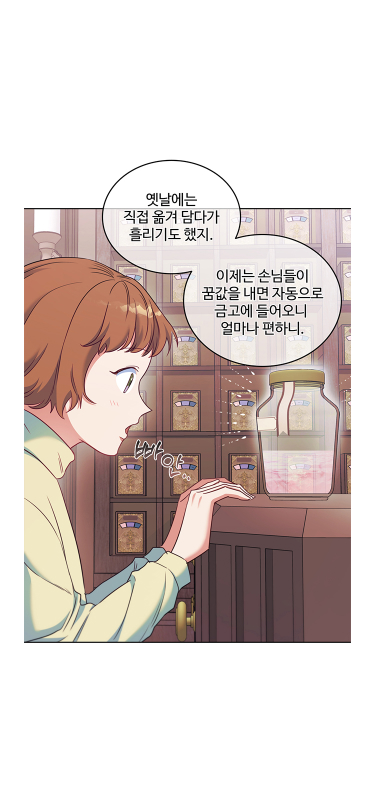 옛날에는
직접 옮겨 담다가
흘리기도 했지.
이제는 손님들이
꿈값을 내면 자동으로
금고에 들어오니
얼마나 편하니.
빠안..